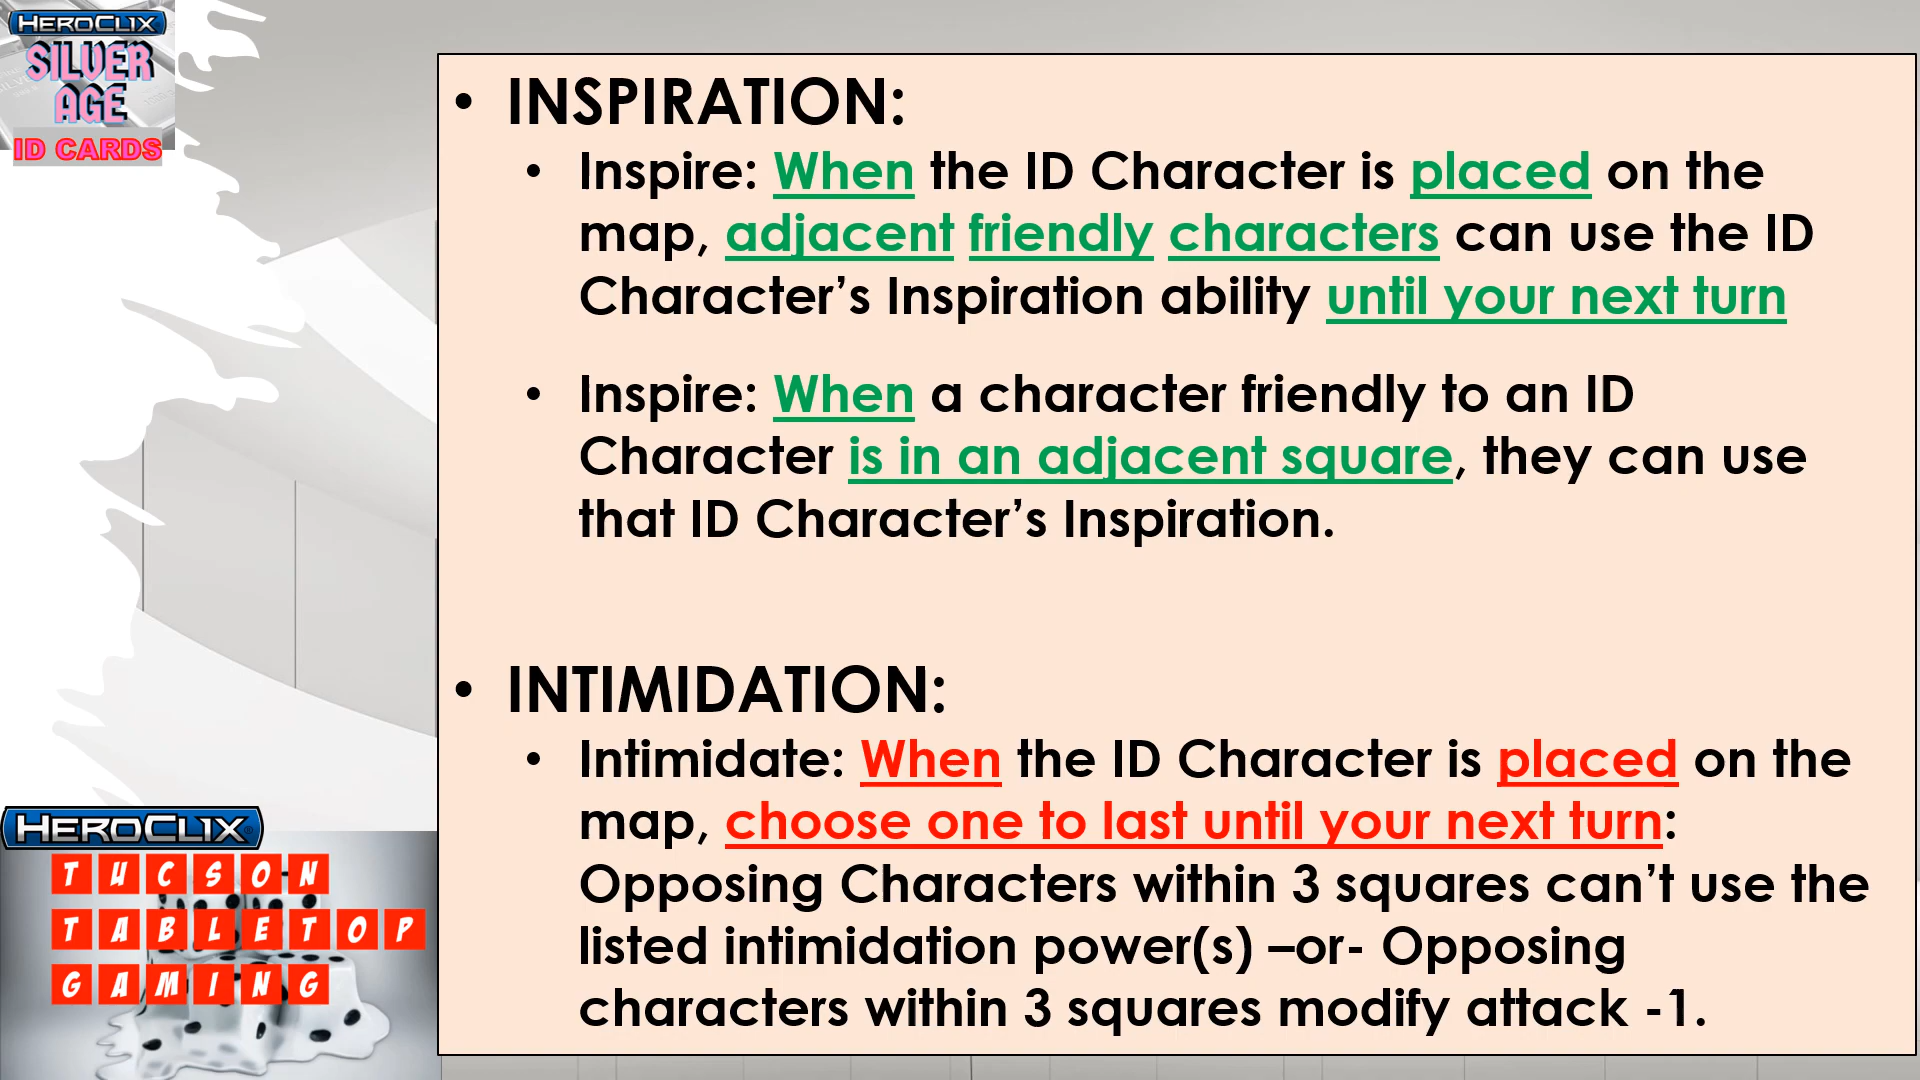 HEROCLIX
SILVER
AGE
ID CARDS
• INSPIRATION:
• Inspire: When the ID Character is placed on the
map, adjacent friendly characters can use the ID
Character’s Inspiration ability until your next turn
• Inspire: When a character friendly to an ID
Character is in an adjacent square, they can use
that ID Character’s Inspiration.
• INTIMIDATION:
• Intimidate: When the ID Character is placed on the
map, choose one to last until your next turn:
Opposing Characters within 3 squares can’t use the
listed intimidation power(s) –or- Opposing
characters within 3 squares modify attack -1.
HEROCLIX
TUCSON
TABLETOP
GAMING